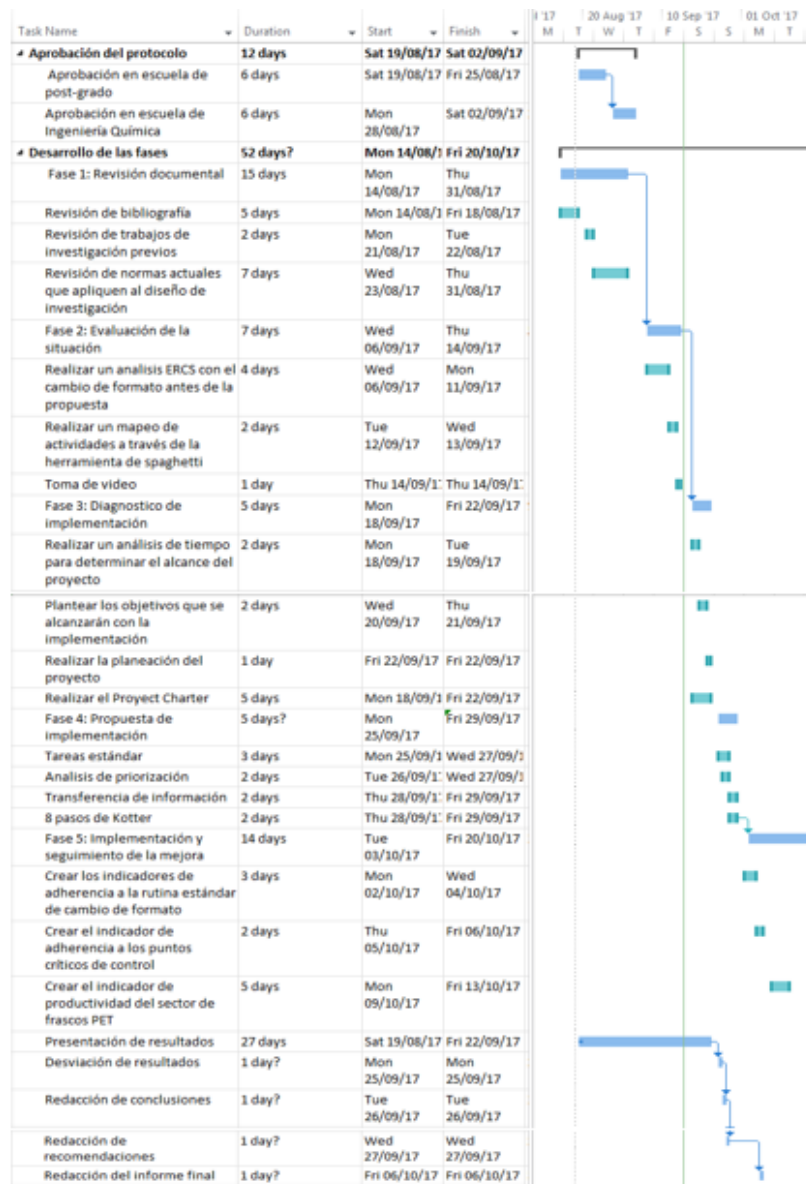 l '17 20 Aug '17 10 Sep '17 01 Oct '17
Task Name Duration Start Finish M T W T F S S M T
Aprobación del protocolo 12 days Sat 19/08/17 Sat 02/09/17
Aprobación en escuela de 6 days Sat 19/08/17 Fri 25/08/17
post-grado
Aprobación en escuela de 6 days Mon Sat 02/09/17
Ingeniería Química 28/08/17
Desarrollo de las fases 52 days? Mon 14/08/1 Fri 20/10/17
Fase 1: Revisión documental 15 days Mon Thu
14/08/17 31/08/17
Revisión de bibliografía 5 days Mon 14/08/1 Fri 18/08/17
Revisión de trabajos de 2 days Mon Tue
investigación previos 21/08/17 22/08/17
Revisión de normas actuales 7 days Wed Thu
que apliquen al diseño de 23/08/17 31/08/17
investigación
Fase 2: Evaluación de la 7 days Wed Thu
situación 06/09/17 14/09/17
Realizar un analisis ERCS con el 4 days Wed Mon
cambio de formato antes de la 06/09/17 11/09/17
propuesta
Realizar un mapeo de 2 days Tue Wed
actividades a través de la 12/09/17 13/09/17
herramienta de spaghetti
Toma de video 1 day Thu 14/09/1 Thu 14/09/1
Fase 3: Diagnostico de 5 days Mon Fri 22/09/17
implementación 18/09/17
Realizar un análisis de tiempo 2 days Mon Tue
para determinar el alcance del 18/09/17 19/09/17
proyecto
Plantear los objetivos que se 2 days Wed Thu
alcanzarán con la 20/09/17 21/09/17
implementación
Realizar la planeación del 1 day Fri 22/09/17 Fri 22/09/17
proyecto
Realizar el Proyect Charter 5 days Mon 18/09/1 Fri 22/09/17
Fase 4: Propuesta de 5 days? Mon Fri 29/09/17
implementación 25/09/17
Tareas estándar 3 days Mon 25/09/1 Wed 27/09/1
Analisis de priorización 2 days Tue 26/09/1 Wed 27/09/1
Transferencia de información 2 days Thu 28/09/1 Fri 29/09/17
8 pasos de Kotter 2 days Thu 28/09/1 Fri 29/09/17
Fase 5: Implementación y 14 days Tue Fri 20/10/17
seguimiento de la mejora 03/10/17
Crear los indicadores de 3 days Mon Wed
adherencia a la rutina estándar 02/10/17 04/10/17
de cambio de formato
Crear el indicador de 2 days Thu Fri 06/10/17
adherencia a los puntos 05/10/17
críticos de control
Crear el indicador de 5 days Mon Fri 13/10/17
productividad del sector de 09/10/17
frascos PET
Presentación de resultados 27 days Sat 19/08/17 Fri 22/09/17
Desviación de resultados 1 day? Mon Mon
25/09/17 25/09/17
Redacción de conclusiones 1 day? Tue Tue
26/09/17 26/09/17
Redacción de 1 day? Wed Wed
recomendaciones 27/09/17 27/09/17
Redacción del informe final 1 day? Fri 06/10/17 Fri 06/10/17